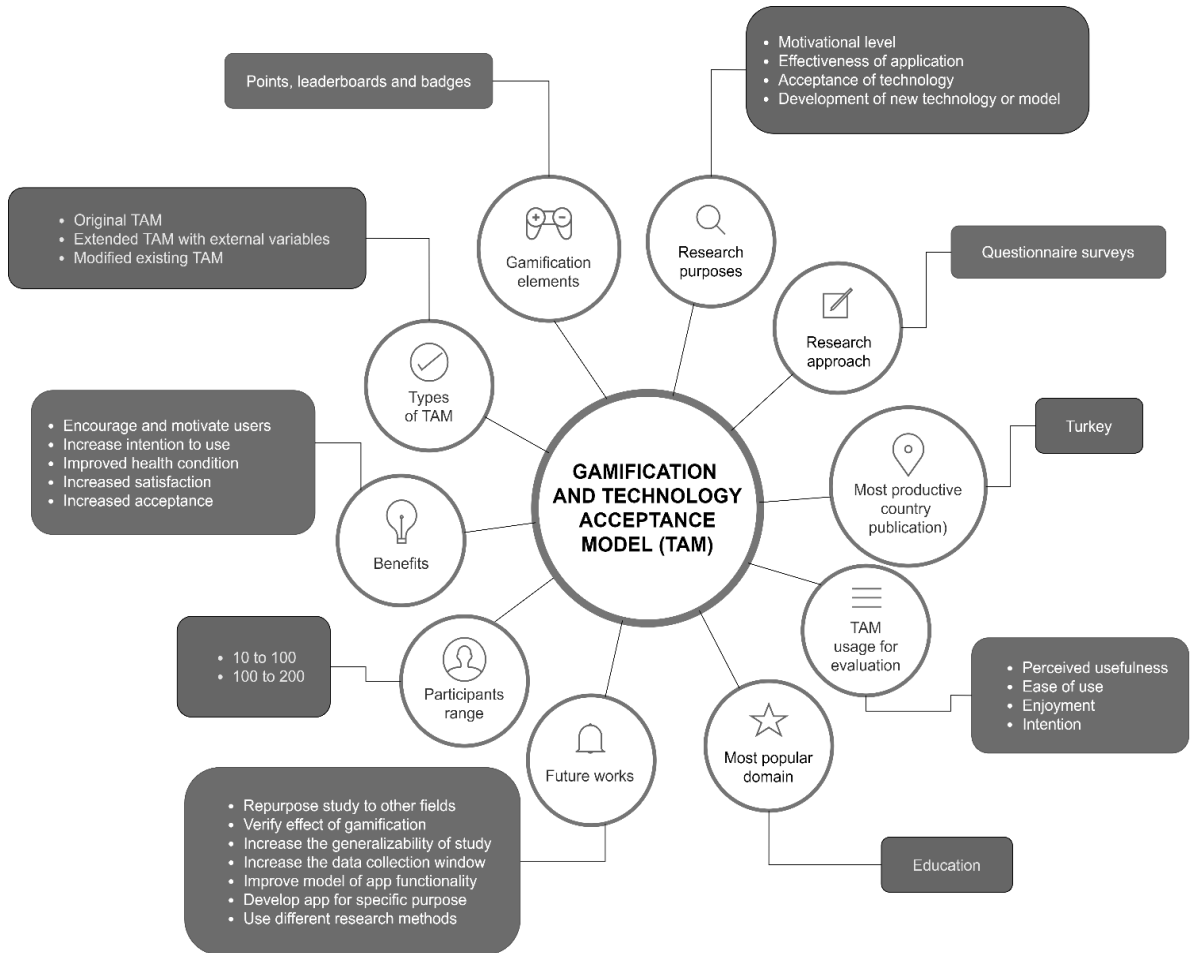 Points, leaderboards and badges
• Motivational level
• Effectiveness of application
• Acceptance of technology
• Development of new technology or model
• Original TAM
• Extended TAM with external variables
• Modified existing TAM
Gamification
elements
Research
purposes
Questionnaire surveys
Research
approach
Types
of TAM
• Encourage and motivate users
• Increase intention to use
• Improved health condition
• Increased satisfaction
• Increased acceptance
Turkey
GAMIFICATION
AND TECHNOLOGY
ACCEPTANCE
MODEL (TAM)
Most productive
country
publication)
Benefits
TAM
usage for
evaluation
• 10 to 100
• 100 to 200
Participants
range
• Perceived usefulness
• Ease of use
• Enjoyment
• Intention
Future works
Most popular
domain
• Repurpose study to other fields
• Verify effect of gamification
• Increase the generalizability of study
• Increase the data collection window
• Improve model of app functionality
• Develop app for specific purpose
• Use different research methods
Education